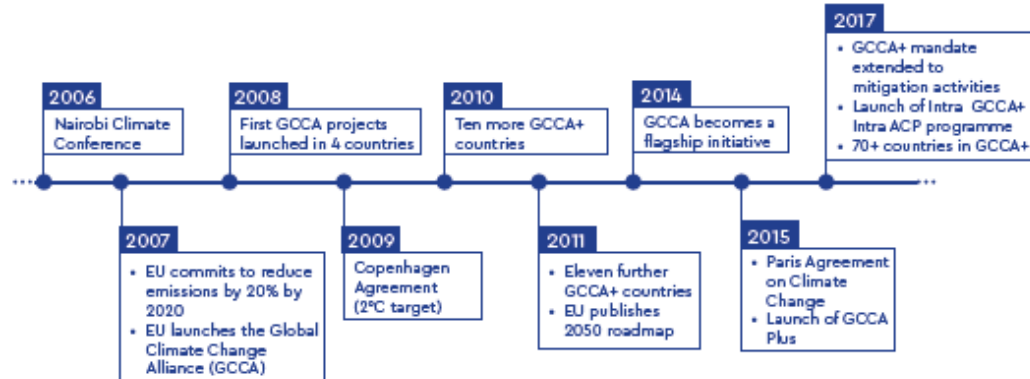 2006
Nairobi Climate
Conference
2007
• EU commits to reduce
emissions by 20% by
2020
• EU launches the Global
Climate Change
Alliance (GCCA)
2008
First GCCA projects
launched in 4 countries
2009
Copenhagen
Agreement
(2°C target)
2010
Ten more GCCA+
countries
2011
• Eleven further
GCCA+ countries
• EU publishes
2050 roadmap
2014
GCCA becomes a
flagship initiative
2015
• Paris Agreement
on Climate
Change
• Launch of GCCA
Plus
2017
• GCCA+ mandate
extended to
mitigation activities
• Launch of Intra GCCA+
Intra ACP programme
• 70+ countries in GCCA+